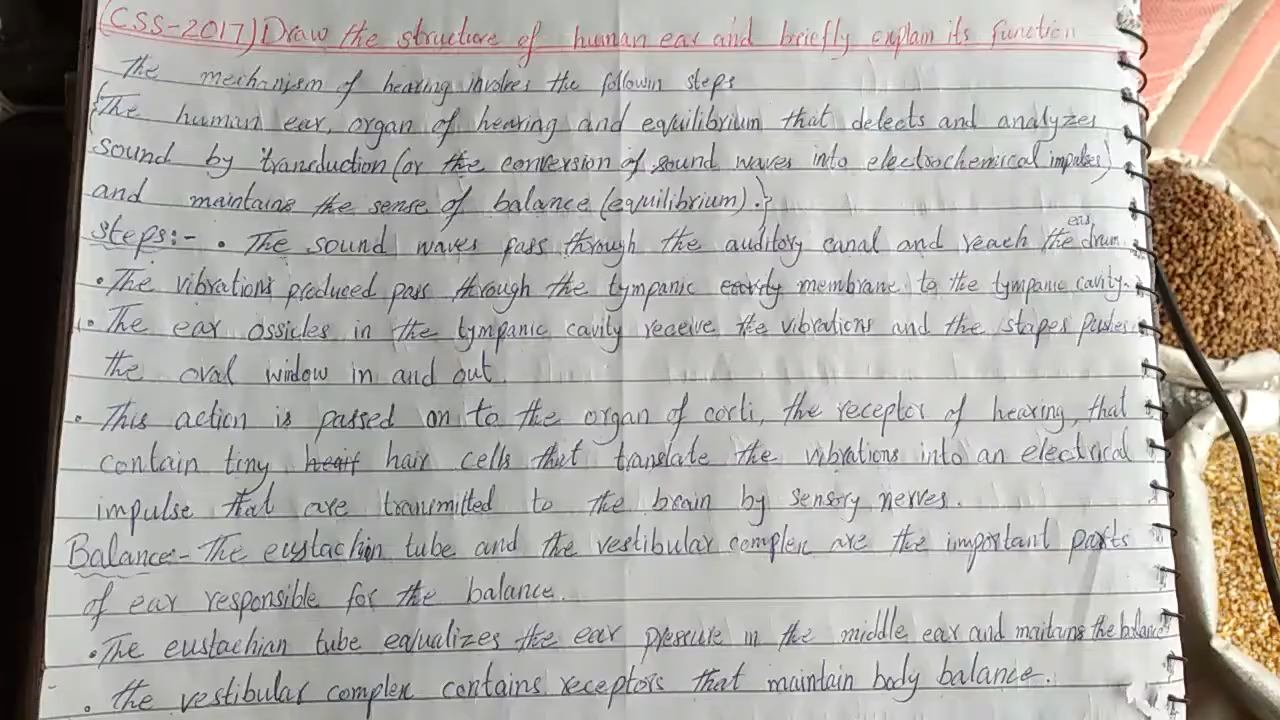 (CSS-2017) Draw the structure of human ear and briefly explain its function
The mechanism of hearing involves the followin steps
{The human ear, organ of hearing and equilibrium that detects and analyzes
sound by transduction (or the conversion of sound waves into electrochemical impulses)
and maintains the sense of balance (equilibrium).}
Steps:- • The sound waves pass through the auditory canal and reach the ear drum
• The vibrations produced pass through the tympanic membrane to the tympanic cavity.
• The ear ossicles in the tympanic cavity receive the vibrations and the stapes pushes
the oval window in and out.
• This action is passed on to the organ of corti, the receptor of hearing, that
contain tiny hair cells that translate the vibrations into an electrical
impulse that are transmitted to the brain by sensory nerves.
Balance:- The eustachin tube and the vestibular complex are the important parts
of ear responsible for the balance.
• The eustachian tube equalizes the ear pressure in the middle ear and maitains the balance
• the vestibular complex contains receptors that maintain body balance.